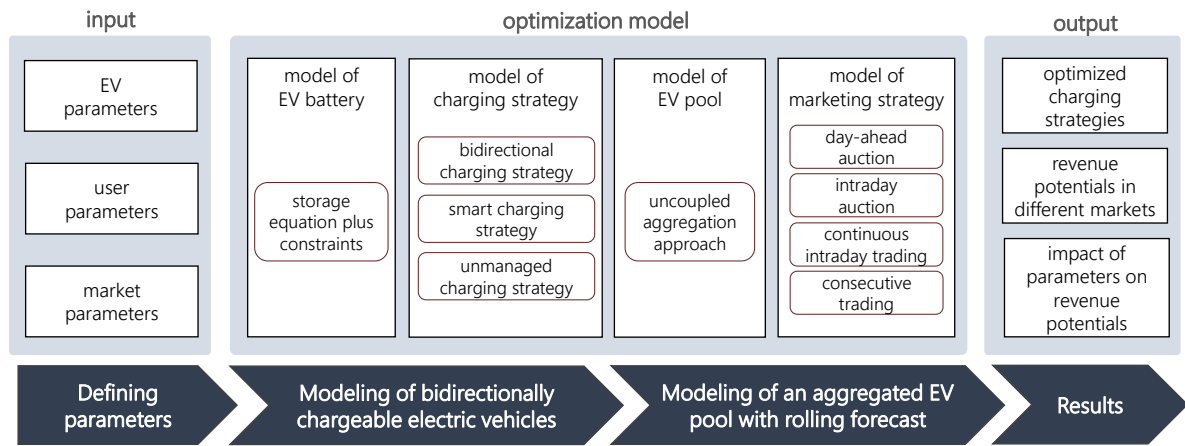 input
optimization model
output
EV
parameters
user
parameters
market
parameters
model of
EV battery
storage
equation plus
constraints
model of
charging strategy
bidirectional
charging strategy
smart charging
strategy
unmanaged
charging strategy
model of
EV pool
uncoupled
aggregation
approach
model of
marketing strategy
day-ahead
auction
intraday
auction
continuous
intraday trading
consecutive
trading
optimized
charging
strategies
revenue
potentials in
different markets
impact of
parameters on
revenue
potentials
Defining
parameters
Modeling of bidirectionally
chargeable electric vehicles
Modeling of an aggregated EV
pool with rolling forecast
Results